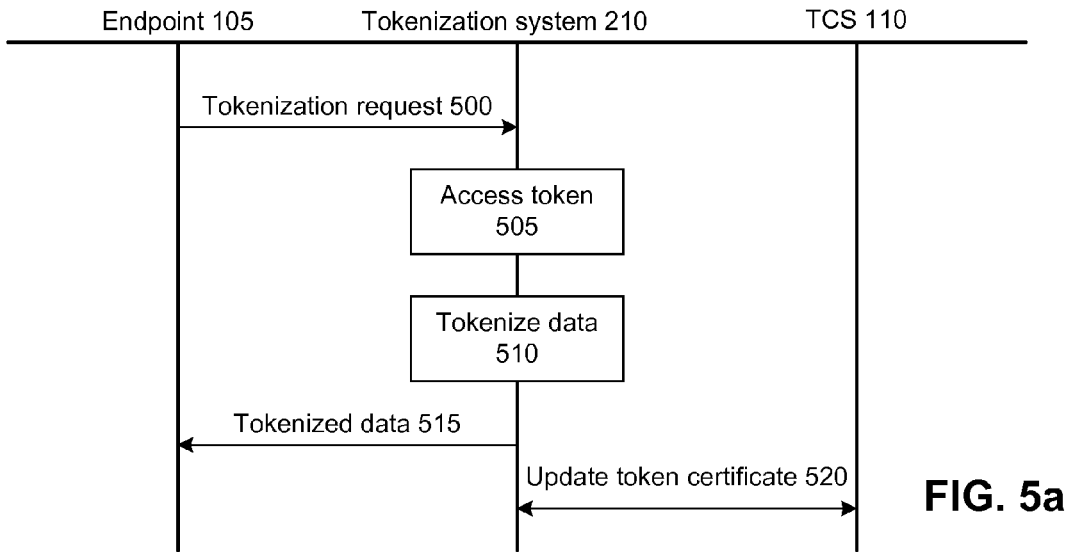 Endpoint 105
Tokenization system 210
TCS 110
Tokenization request 500
Access token
505
Tokenize data
510
Tokenized data 515
Update token certificate 520
FIG. 5a